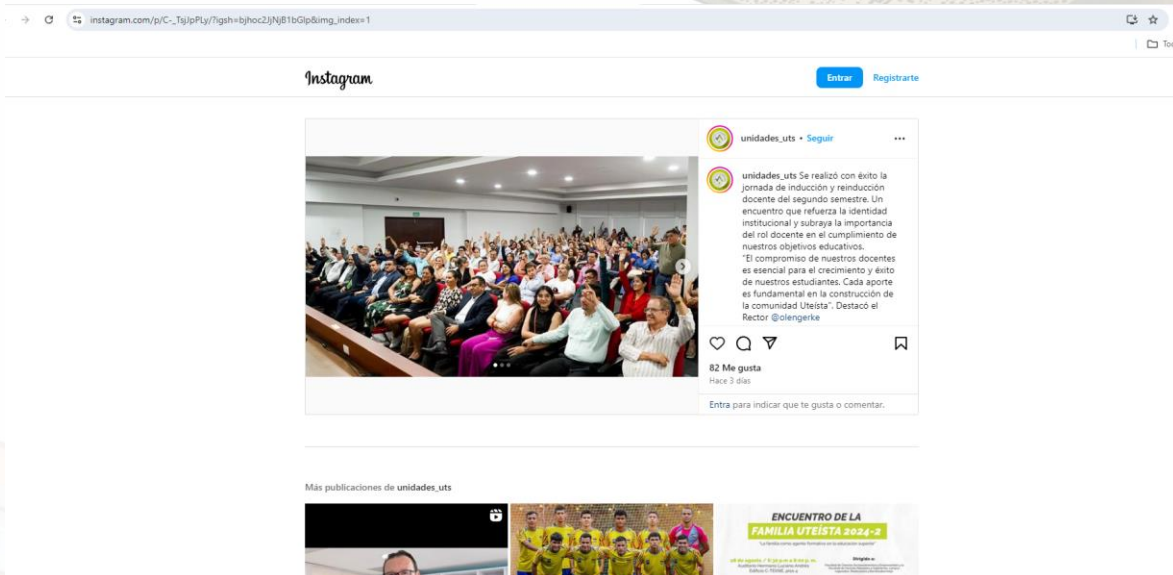 instagram.com/p/C-_TsjJpPLy/?igsh=bjhoc2JjNjB1bGlp&img_index=1
Instagram
Entrar
Registrarte
unidades_uts • Seguir
unidades_uts Se realizó con éxito la
jornada de inducción y reinducción
docente del segundo semestre. Un
encuentro que refuerza la identidad
institucional y subraya la importancia
del rol docente en el cumplimiento de
nuestros objetivos educativos.
"El compromiso de nuestros docentes
es esencial para el crecimiento y éxito
de nuestros estudiantes. Cada aporte
es fundamental en la construcción de
la comunidad Uteísta". Destacó el
Rector @olengerke
82 Me gusta
Hace 3 días
Entra para indicar que te gusta o comentar.
Más publicaciones de unidades_uts
ENCUENTRO DE LA
FAMILIA UTEÍSTA 2024-2